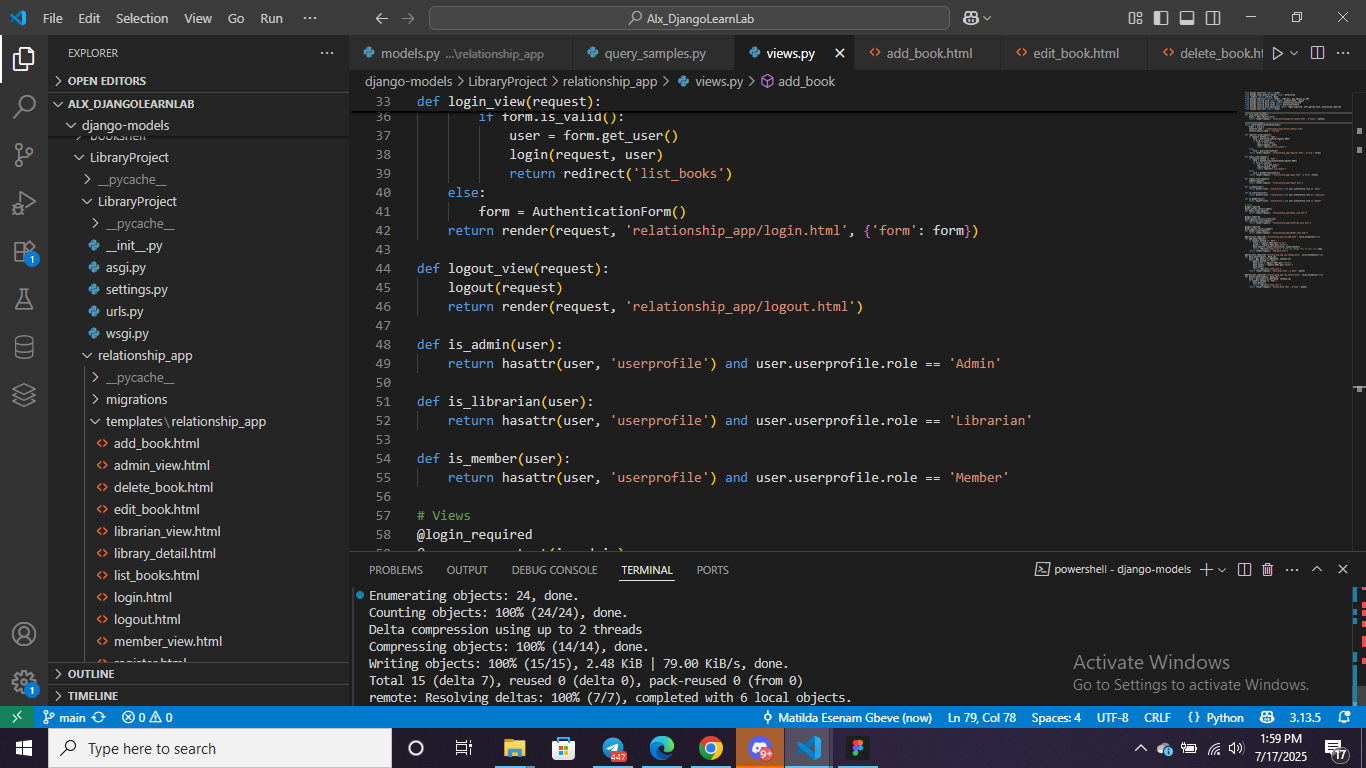 File Edit Selection View Go Run ···
Alx_DjangoLearnLab
EXPLORER
OPEN EDITORS
ALX_DJANGOLEARNLAB
django-models
LibraryProject
__pycache__
LibraryProject
__pycache__
__init__.py
asgi.py
settings.py
urls.py
wsgi.py
relationship_app
__pycache__
migrations
templates\relationship_app
add_book.html
admin_view.html
delete_book.html
edit_book.html
librarian_view.html
library_detail.html
list_books.html
login.html
logout.html
member_view.html
OUTLINE
TIMELINE
models.py ...\relationship_app
query_samples.py
views.py
add_book.html
edit_book.html
delete_book.ht
django-models > LibraryProject > relationship_app > views.py > add_book
33 def login_view(request):
36 if form.is_valid():
37 user = form.get_user()
38 login(request, user)
39 return redirect('list_books')
40 else:
41 form = AuthenticationForm()
42 return render(request, 'relationship_app/login.html', {'form': form})
43
44 def logout_view(request):
45 logout(request)
46 return render(request, 'relationship_app/logout.html')
47
48 def is_admin(user):
49 return hasattr(user, 'userprofile') and user.userprofile.role == 'Admin'
50
51 def is_librarian(user):
52 return hasattr(user, 'userprofile') and user.userprofile.role == 'Librarian'
53
54 def is_member(user):
55 return hasattr(user, 'userprofile') and user.userprofile.role == 'Member'
56
57 # Views
58 @login_required
PROBLEMS OUTPUT DEBUG CONSOLE TERMINAL PORTS
powershell - django-models
Enumerating objects: 24, done.
Counting objects: 100% (24/24), done.
Delta compression using up to 2 threads
Compressing objects: 100% (14/14), done.
Writing objects: 100% (15/15), 2.48 KiB | 79.00 KiB/s, done.
Total 15 (delta 7), reused 0 (delta 0), pack-reused 0 (from 0)
remote: Resolving deltas: 100% (7/7), completed with 6 local objects.
Activate Windows
Go to Settings to activate Windows.
1
1
main
0 0
Matilda Esenam Gbeve (now)
Ln 79, Col 78
Spaces: 4
UTF-8
CRLF
{} Python
3.13.5
Type here to search
447
9+
1:59 PM
7/17/2025
17